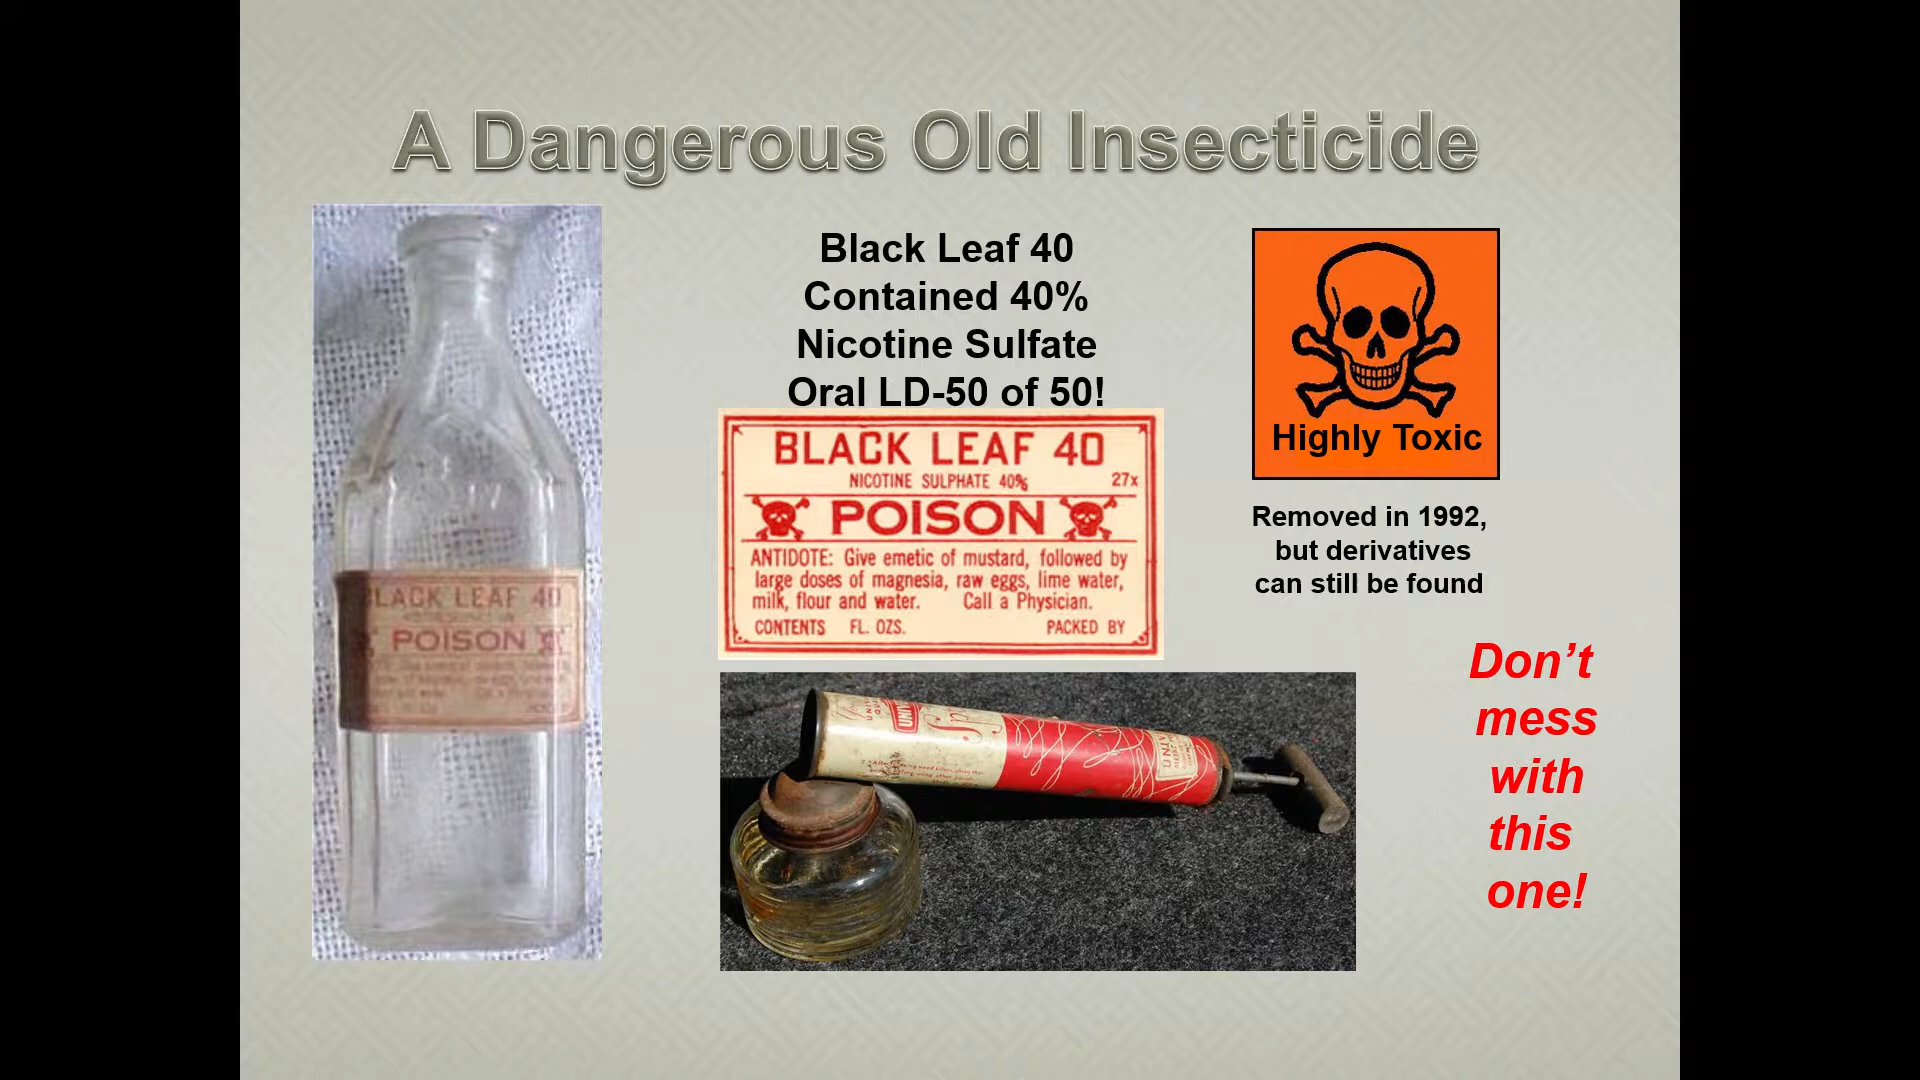 A Dangerous Old Insecticide
Black Leaf 40
Contained 40%
Nicotine Sulfate
Oral LD-50 of 50!
BLACK LEAF 40
NICOTINE SULPHATE 40% 27x
POISON
ANTIDOTE: Give emetic of mustard, followed by
large doses of magnesia, raw eggs, lime water,
milk, flour and water. Call a Physician.
CONTENTS FL. OZS. PACKED BY
Highly Toxic
Removed in 1992,
but derivatives
can still be found
Don’t
mess
with
this
one!
BLACK LEAF 40
POISON